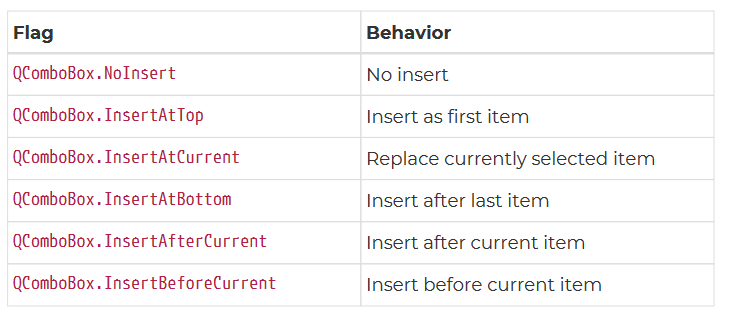 Flag Behavior
QComboBox.NoInsert No insert
QComboBox.InsertAtTop Insert as first item
QComboBox.InsertAtCurrent Replace currently selected item
QComboBox.InsertAtBottom Insert after last item
QComboBox.InsertAfterCurrent Insert after current item
QComboBox.InsertBeforeCurrent Insert before current item